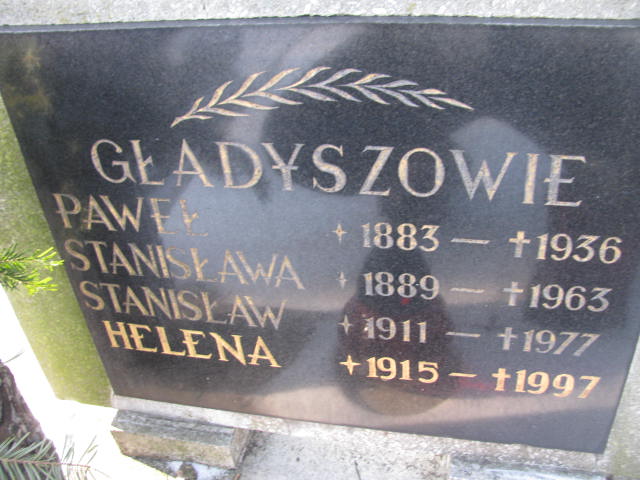 GŁADYSZOWIE
PAWEŁ + 1883 — † 1936
STANISŁAWA + 1889 — † 1963
STANISŁAW + 1911 — † 1977
HELENA + 1915 — † 1997